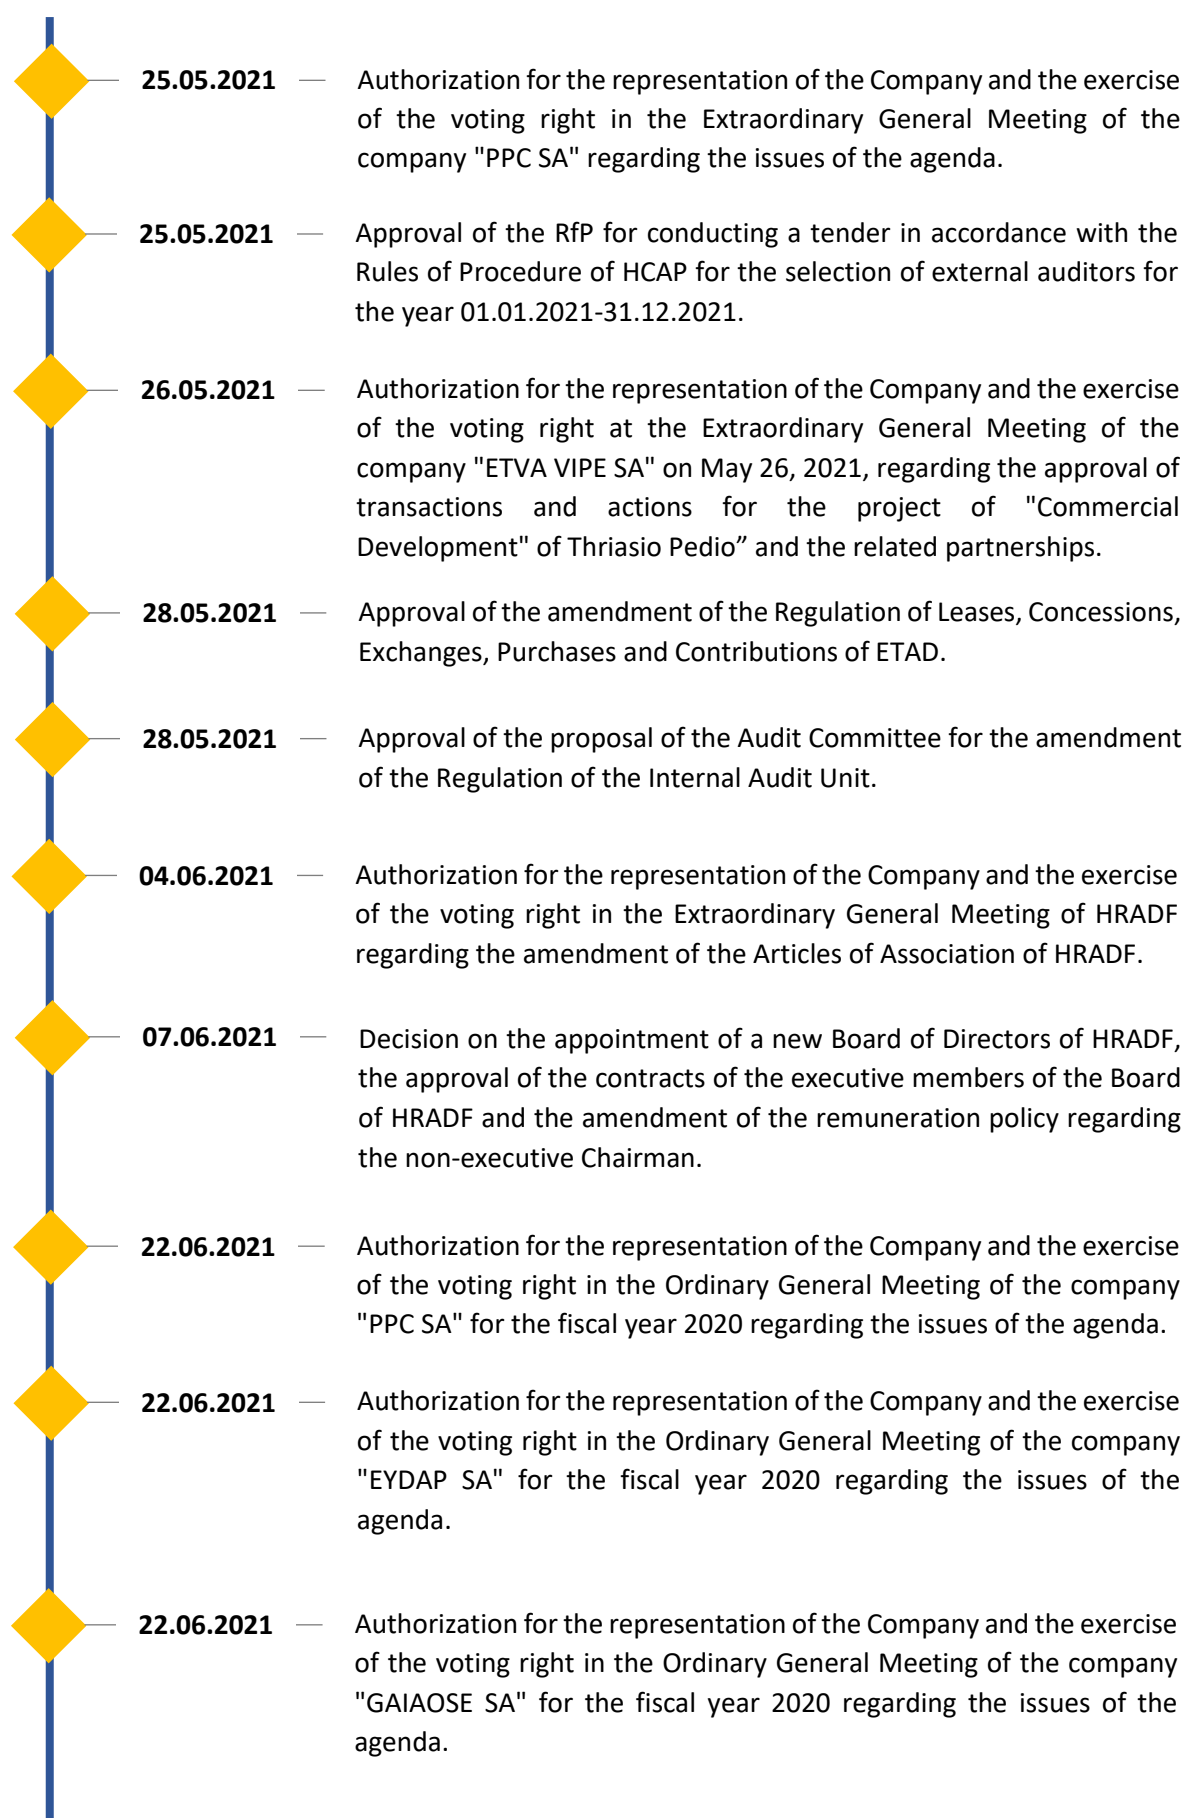 25.05.2021 Authorization for the representation of the Company and the exercise
of the voting right in the Extraordinary General Meeting of the
company "PPC SA" regarding the issues of the agenda.
25.05.2021 Approval of the RfP for conducting a tender in accordance with the
Rules of Procedure of HCAP for the selection of external auditors for
the year 01.01.2021-31.12.2021.
26.05.2021 Authorization for the representation of the Company and the exercise
of the voting right at the Extraordinary General Meeting of the
company "ETVA VIPE SA" on May 26, 2021, regarding the approval of
transactions and actions for the project of "Commercial
Development" of Thriasio Pedio” and the related partnerships.
28.05.2021 Approval of the amendment of the Regulation of Leases, Concessions,
Exchanges, Purchases and Contributions of ETAD.
28.05.2021 Approval of the proposal of the Audit Committee for the amendment
of the Regulation of the Internal Audit Unit.
04.06.2021 Authorization for the representation of the Company and the exercise
of the voting right in the Extraordinary General Meeting of HRADF
regarding the amendment of the Articles of Association of HRADF.
07.06.2021 Decision on the appointment of a new Board of Directors of HRADF,
the approval of the contracts of the executive members of the Board
of HRADF and the amendment of the remuneration policy regarding
the non-executive Chairman.
22.06.2021 Authorization for the representation of the Company and the exercise
of the voting right in the Ordinary General Meeting of the company
"PPC SA" for the fiscal year 2020 regarding the issues of the agenda.
22.06.2021 Authorization for the representation of the Company and the exercise
of the voting right in the Ordinary General Meeting of the company
"EYDAP SA" for the fiscal year 2020 regarding the issues of the
agenda.
22.06.2021 Authorization for the representation of the Company and the exercise
of the voting right in the Ordinary General Meeting of the company
"GAIAOSE SA" for the fiscal year 2020 regarding the issues of the
agenda.